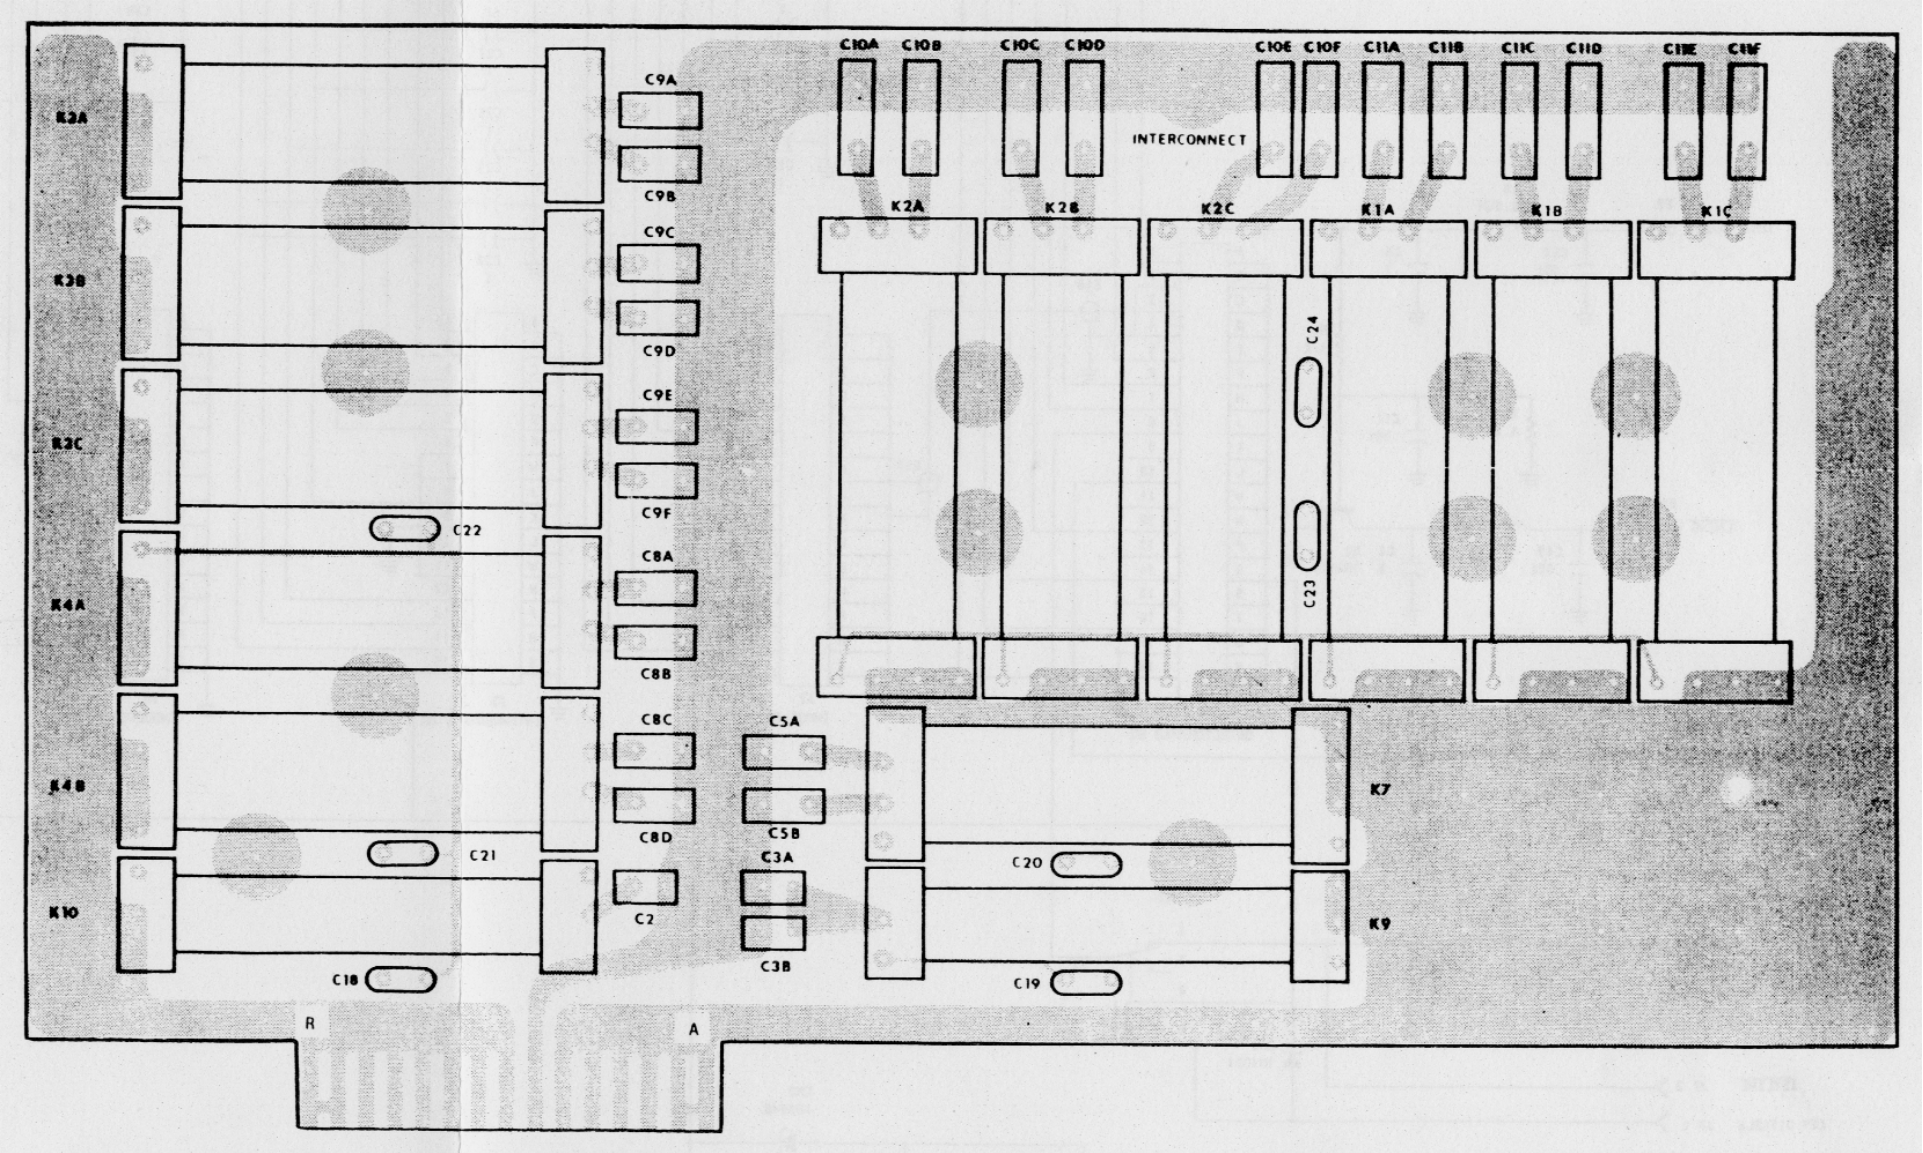 C10A C10B C10C C10D C10E C10F C11A C11B C11C C11D C11E C11F
C9A
K3A
INTERCONNECT
C9B
K2A K2B K2C K1A K1B K1C
C9C
K3B
C24
C9D
C9E
K3C
C9F
C22
C8A
C23
K4A
C8B
C8C C5A
K4B K7
C8D C5B
C21 C3A C20
K10 C2 K9
C3B
C18 C19
R A